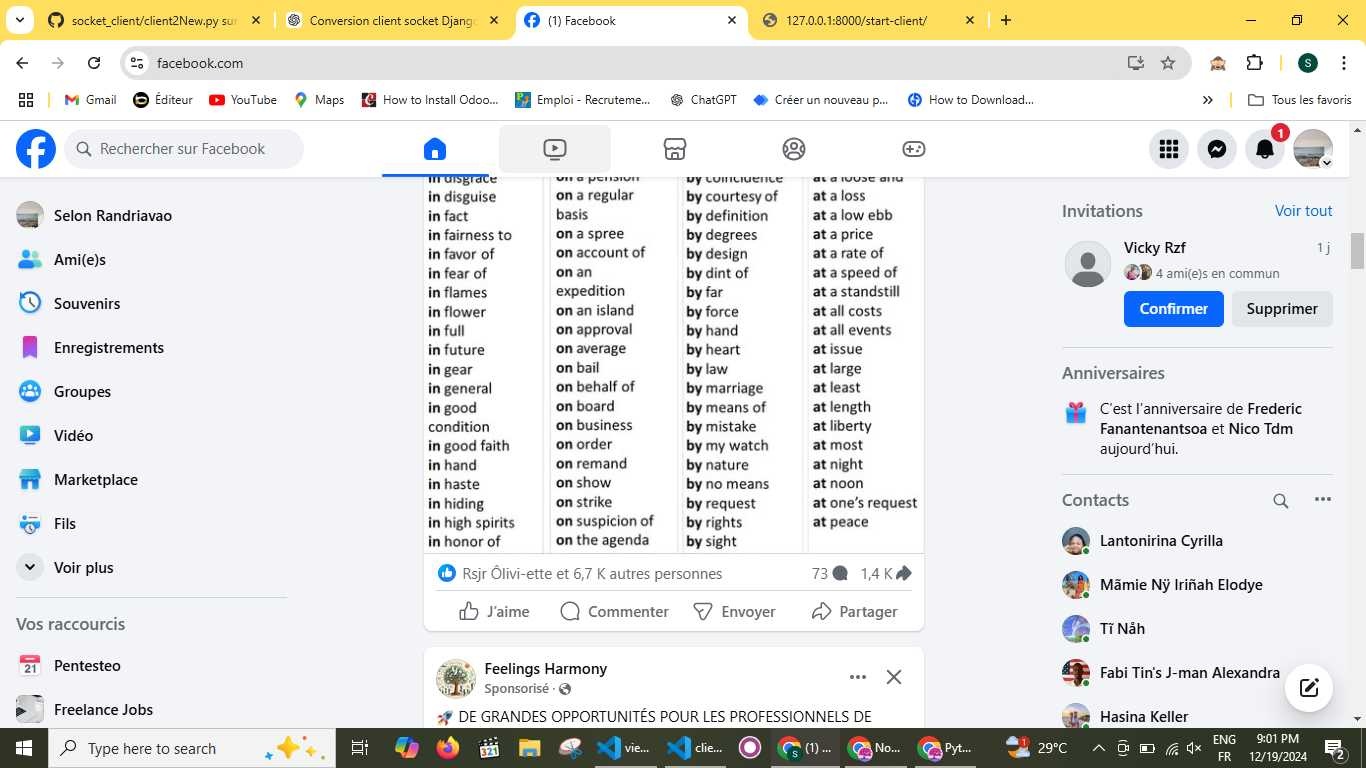 socket_client/client2New.py sur
Conversion client socket Djang
(1) Facebook
127.0.0.1:8000/start-client/
facebook.com
S
Gmail
Éditeur
YouTube
Maps
How to Install Odoo...
Emploi - Recruteme...
ChatGPT
Créer un nouveau p...
How to Download...
Tous les favoris
Rechercher sur Facebook
1
Selon Randriavao
Ami(e)s
Souvenirs
Enregistrements
Groupes
Vidéo
Marketplace
Fils
Voir plus
Vos raccourcis
Pentesteo
Freelance Jobs
in disgrace
in disguise
in fact
in fairness to
in favor of
in fear of
in flames
in flower
in full
in future
in gear
in general
in good
condition
in good faith
in hand
in haste
in hiding
in high spirits
in honor of
on a pension
on a regular
basis
on a spree
on account of
on an
expedition
on an island
on approval
on average
on bail
on behalf of
on board
on business
on order
on remand
on show
on strike
on suspicion of
on the agenda
by coincidence
by courtesy of
by definition
by degrees
by design
by dint of
by far
by force
by hand
by heart
by law
by marriage
by means of
by mistake
by my watch
by nature
by no means
by request
by rights
by sight
at a loose end
at a loss
at a low ebb
at a price
at a rate of
at a speed of
at a standstill
at all costs
at all events
at issue
at large
at least
at length
at liberty
at most
at night
at noon
at one's request
at peace
Rsjr Ôlivi-ette et 6,7 K autres personnes
73
1,4 K
J'aime
Commenter
Envoyer
Partager
Feelings Harmony
Sponsorisé ·
🚀 DE GRANDES OPPORTUNITÉS POUR LES PROFESSIONNELS DE
Invitations
Voir tout
Vicky Rzf
1 j
4 ami(e)s en commun
Confirmer
Supprimer
Anniversaires
C'est l'anniversaire de Frederic
Fanantenantsoa et Nico Tdm
aujourd'hui.
Contacts
Lantonirina Cyrilla
Mãmie Nÿ Iriñah Elodye
Tĩ Nåh
Fabi Tin's J-man Alexandra
Hasina Keller
Type here to search
vie...
clie...
(1) ...
No...
Pyt...
29°C
ENG
FR
9:01 PM
12/19/2024
2